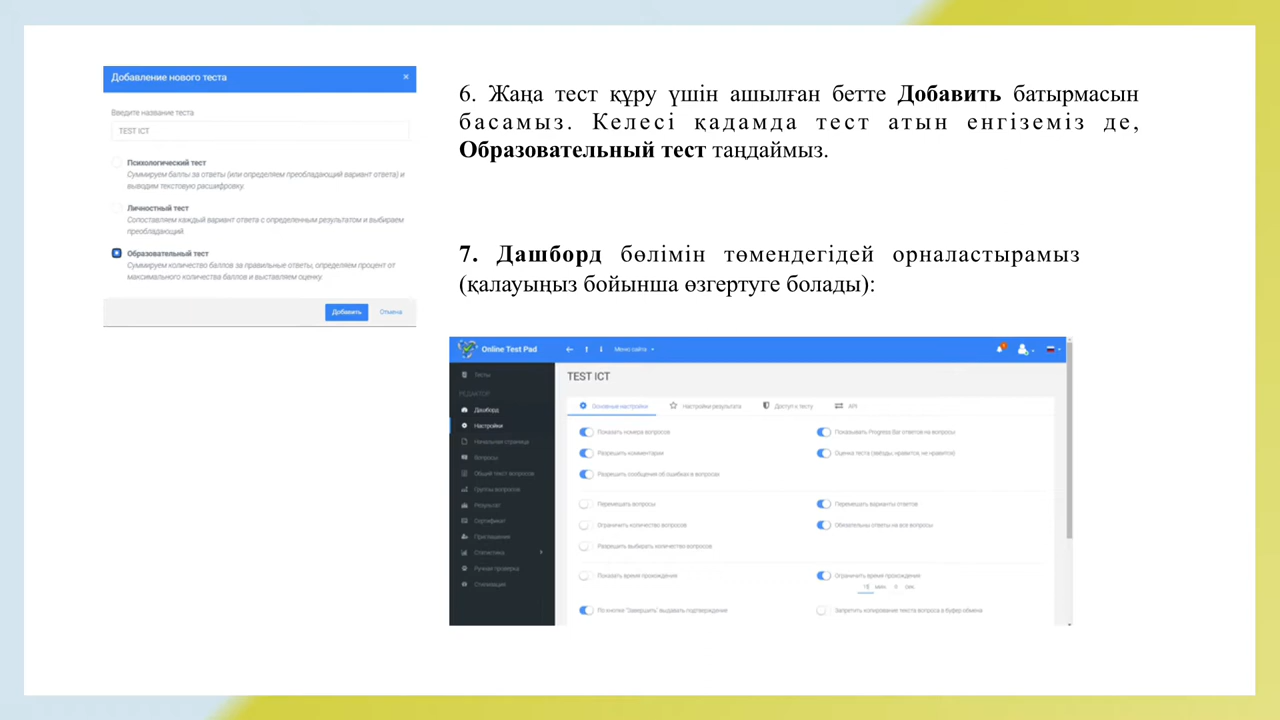 Добавление нового теста ×
Введите название теста
TEST ICT
Психологический тест
Суммируем баллы за ответы (или определяем преобладающий вариант ответа) и
выводим текстовую расшифровку.
Личностный тест
Сопоставляем каждый вариант ответа с определенным результатом и выбираем
преобладающий.
Образовательный тест
Суммируем количество баллов за правильные ответы, определяем процент от
максимального количества баллов и выставляем оценку.
Добавить Отмена
6. Жаңа тест құру үшін ашылған бетте Добавить батырмасын
басамыз. Келесі қадамда тест атын енгіземіз де,
Образовательный тест таңдаймыз.
7. Дашборд бөлімін төмендегідей орналастырамыз
(қалауыңыз бойынша өзгертуге болады):
Online Test Pad Меню сайта
Тесты
РЕДАКТОР
Дашборд
Настройки
Начальная страница
Вопросы
Общий текст вопросов
Группы вопросов
Результат
Сертификат
Приглашения
Статистика
Ручная проверка
Стилизация
TEST ICT
Основные настройки Настройки результата Доступ к тесту API
Показать номера вопросов Показывать Progress Bar ответов на вопросы
Разрешить комментарии Оценка теста (звёзды, нравится, не нравится)
Разрешить сообщения об ошибках в вопросах
Перемешать вопросы Перемешать варианты ответов
Ограничить количество вопросов Обязательны ответы на все вопросы
Разрешить выбирать количество вопросов
Показать время прохождения Ограничить время прохождения
мин. 0 сек.
По кнопке "Завершить" выдавать подтверждение Запретить копирование текста вопроса в буфер обмена